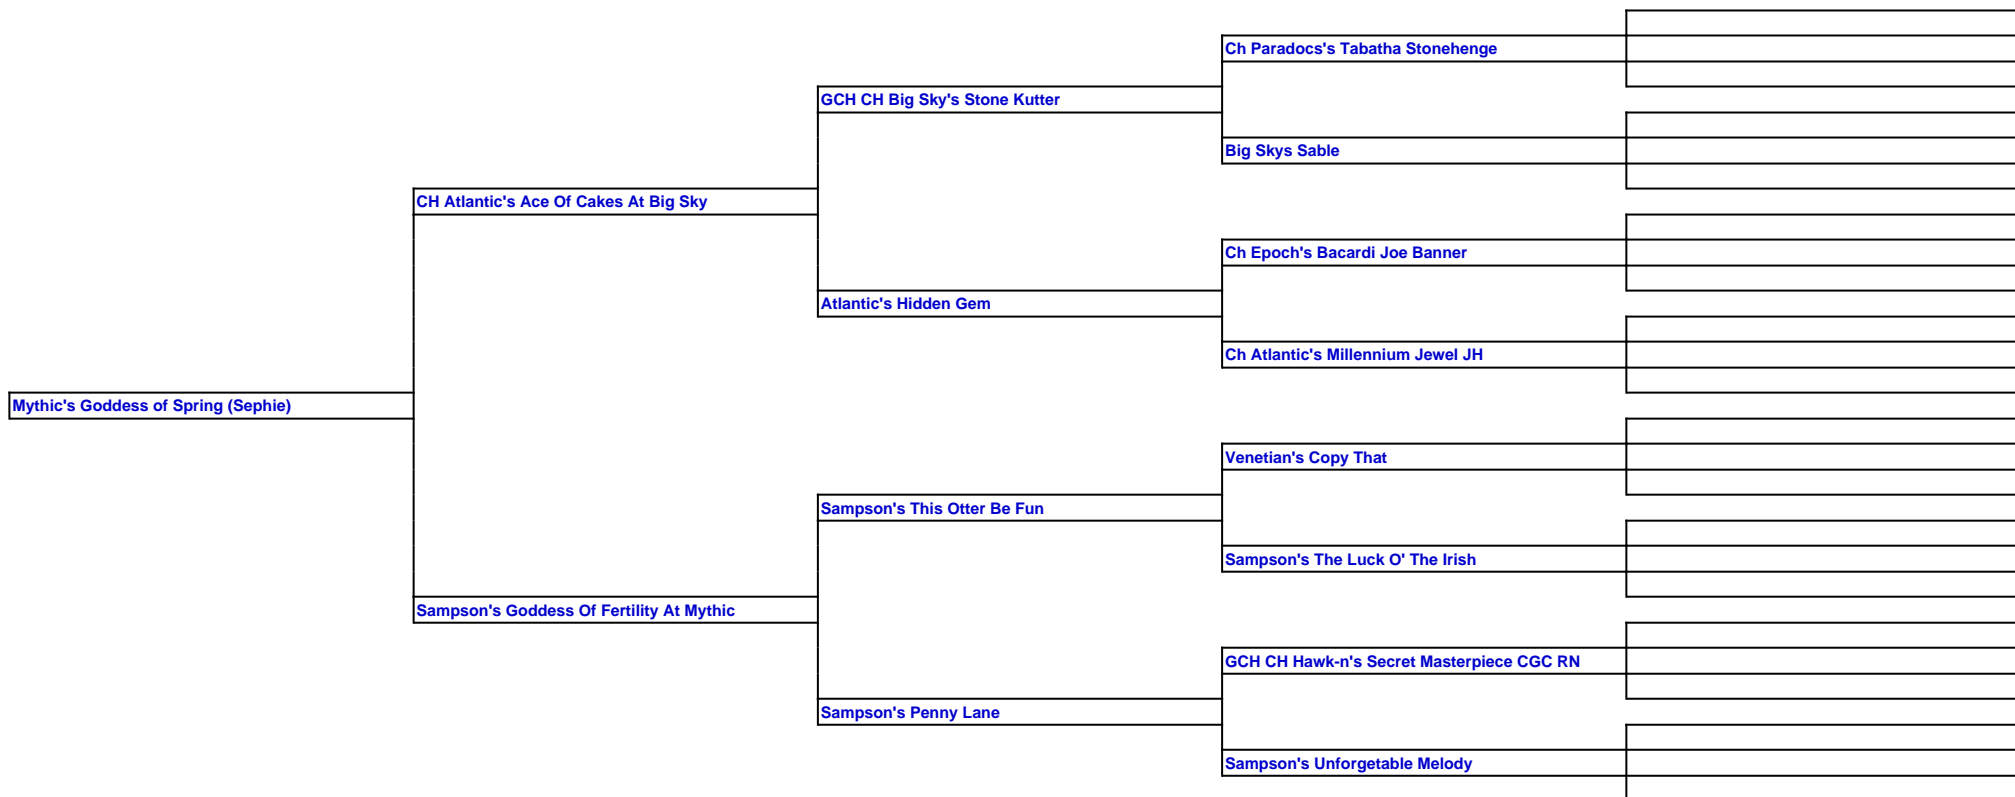 Ch Paradocs's Tabatha Stonehenge
GCH CH Big Sky's Stone Kutter
Big Skys Sable
CH Atlantic's Ace Of Cakes At Big Sky
Ch Epoch's Bacardi Joe Banner
Atlantic's Hidden Gem
Ch Atlantic's Millennium Jewel JH
Mythic's Goddess of Spring (Sephie)
Venetian's Copy That
Sampson's This Otter Be Fun
Sampson's The Luck O' The Irish
Sampson's Goddess Of Fertility At Mythic
GCH CH Hawk-n's Secret Masterpiece CGC RN
Sampson's Penny Lane
Sampson's Unforgetable Melody